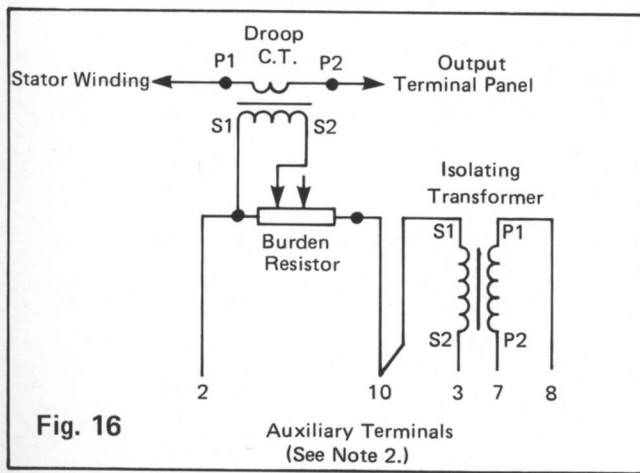 Droop
C.T.
P1
P2
Stator Winding
Output
Terminal Panel
S1
S2
Isolating
Transformer
Burden
Resistor
S1
P1
S2
P2
2
10
3
7
8
Fig. 16
Auxiliary Terminals
(See Note 2.)